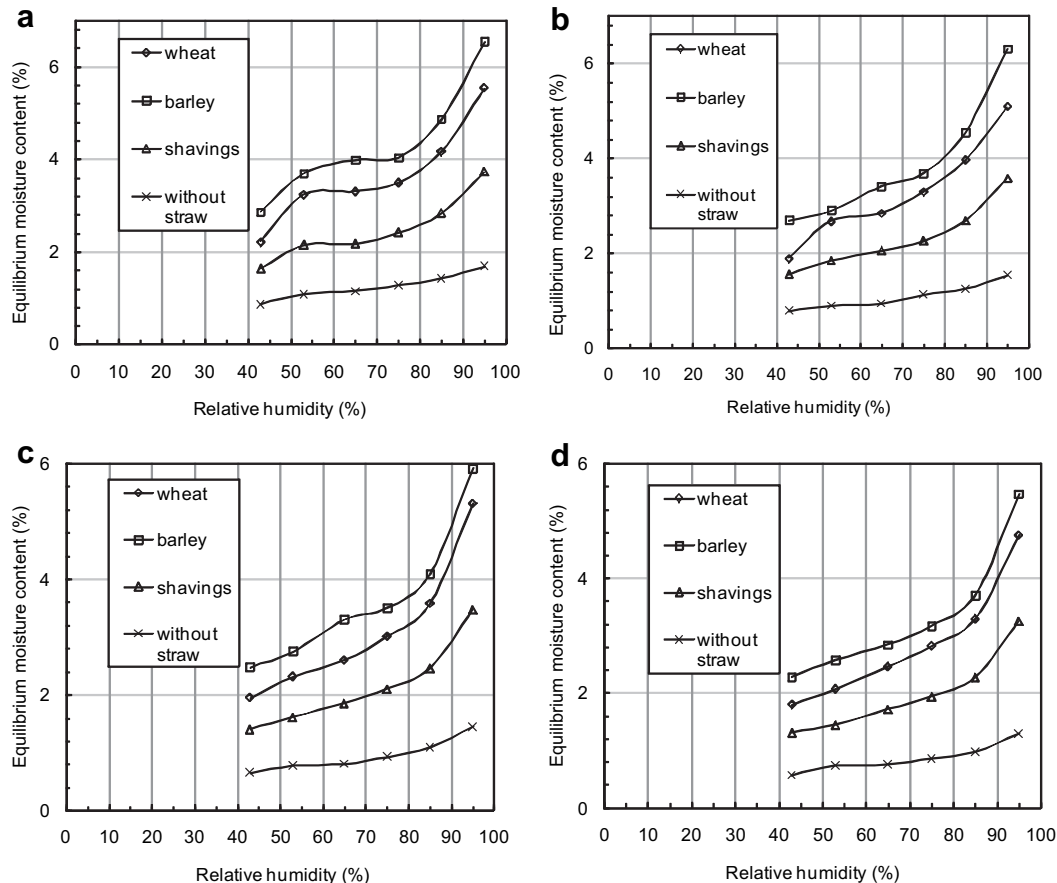 a
Equilibrium moisture content (%)
6
4
2
0
wheat
barley
shavings
without
straw
0 10 20 30 40 50 60 70 80 90 100
Relative humidity (%)
b
Equilibrium moisture content (%)
6
4
2
0
wheat
barley
shavings
without
straw
0 10 20 30 40 50 60 70 80 90 100
Relative humidity (%)
c
Equilibrium moisture content (%)
6
4
2
0
wheat
barley
shavings
without
straw
0 10 20 30 40 50 60 70 80 90 100
Relative humidity (%)
d
Equilibrium moisture content (%)
6
4
2
0
wheat
barley
shavings
without
straw
0 10 20 30 40 50 60 70 80 90 100
Relative humidity (%)